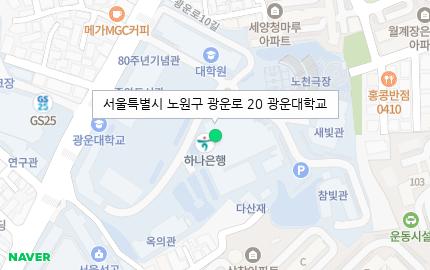 광운로10길
메가MGC커피
세양청마루
아파트
월계장은
아파트
80주년기념관
대학원
노천극장
홍콩반점
0410
서울특별시 노원구 광운로 20 광운대학교
GS
25
GS25
광운대학교
새빛관
하나은행
P
연구관
참빛관
103
다산재
운동시설
옥의관
NAVER